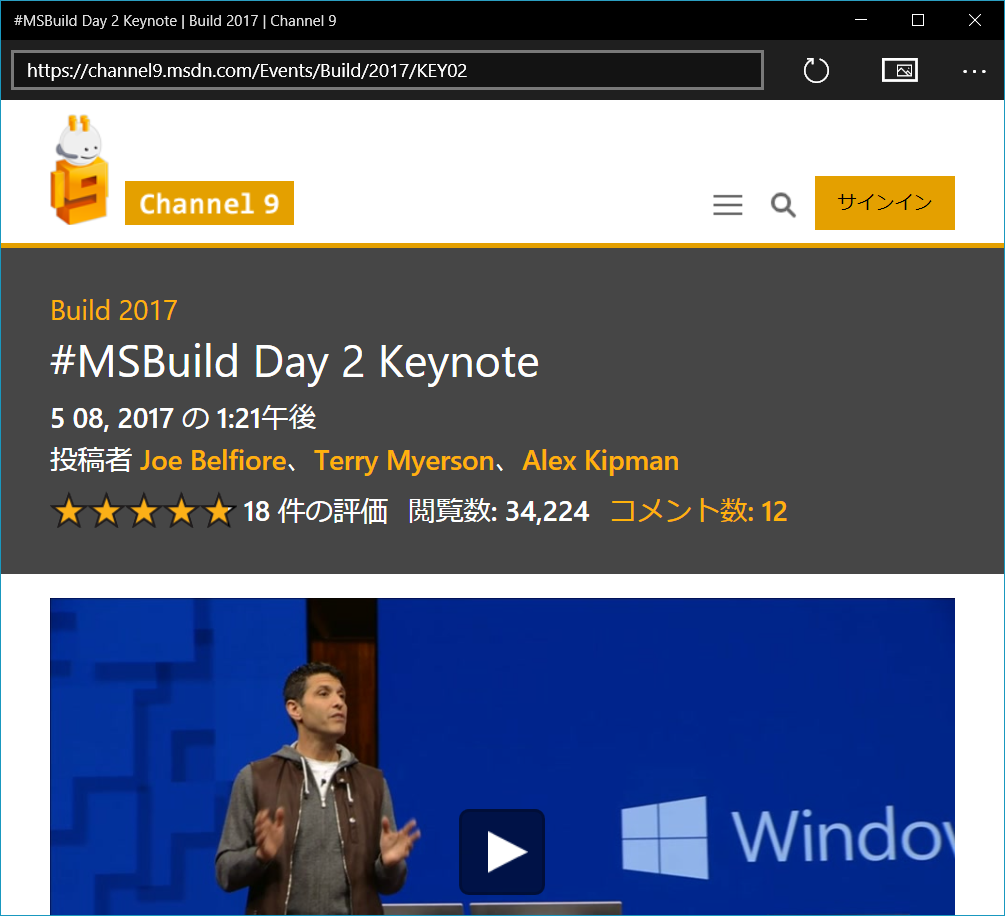 #MSBuild Day 2 Keynote | Build 2017 | Channel 9
https://channel9.msdn.com/Events/Build/2017/KEY02
9
Channel 9
サインイン
Build 2017
#MSBuild Day 2 Keynote
5 08, 2017 の 1:21午後
投稿者 Joe Belfiore、Terry Myerson、Alex Kipman
18 件の評価 閲覧数: 34,224 コメント数: 12
Window